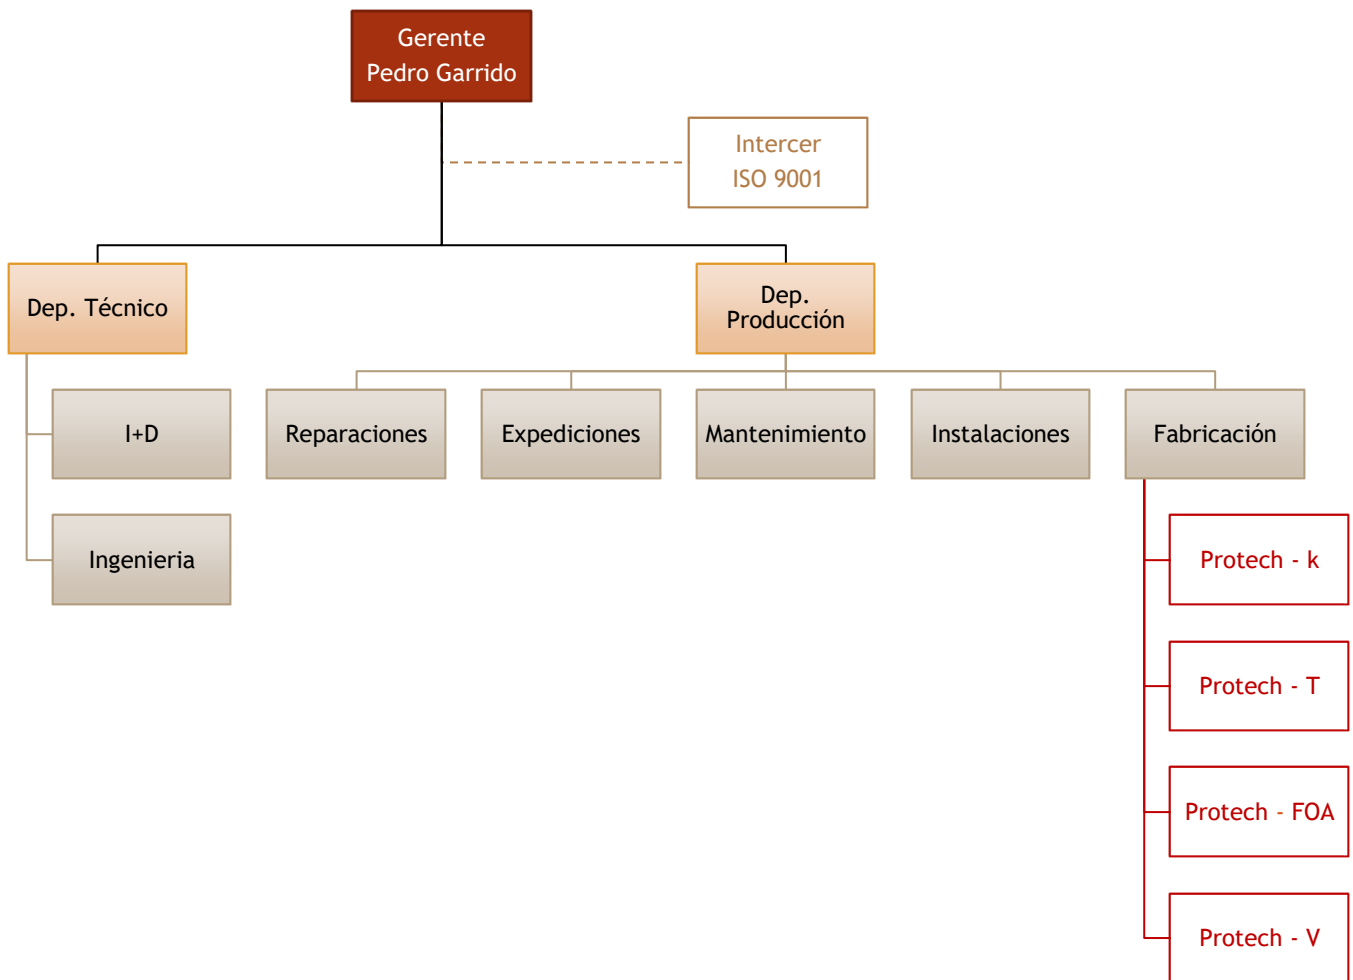 Gerente
Pedro Garrido
Intercer
ISO 9001
Dep. Técnico
Dep.
Producción
I+D
Reparaciones
Expediciones
Mantenimiento
Instalaciones
Fabricación
Ingenieria
Protech - k
Protech - T
Protech - FOA
Protech - V